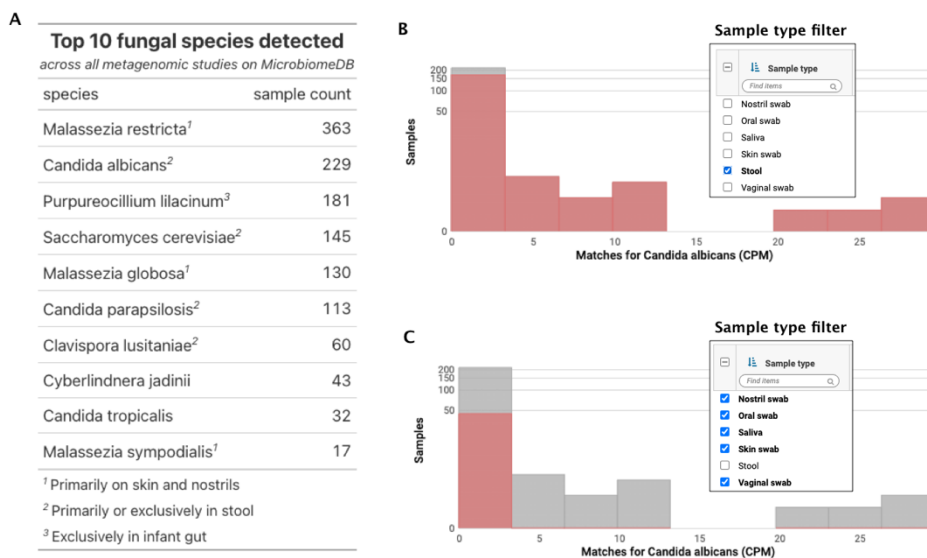 A
Top 10 fungal species detected
across all metagenomic studies on MicrobiomeDB
species sample count
Malassezia restricta¹ 363
Candida albicans² 229
Purpureocillium lilacinum³ 181
Saccharomyces cerevisiae² 145
Malassezia globosa¹ 130
Candida parapsilosis² 113
Clavispora lusitaniae² 60
Cyberlindnera jadinii 43
Candida tropicalis 32
Malassezia sympodialis¹ 17
¹ Primarily on skin and nostrils
² Primarily or exclusively in stool
³ Exclusively in infant gut
B
Sample type filter
Sample type
Find items
Nostril swab
Oral swab
Saliva
Skin swab
Stool
Vaginal swab
Samples
200
150
100
50
0
0 5 10 15 20 25
Matches for Candida albicans (CPM)
C
Sample type filter
Sample type
Find items
Nostril swab
Oral swab
Saliva
Skin swab
Stool
Vaginal swab
Samples
200
150
100
50
0
0 5 10 15 20 25
Matches for Candida albicans (CPM)